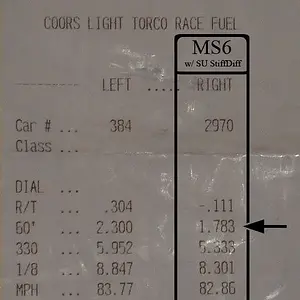 COORS LIGHT TORCO RACE FUEL
MS6
w/ SU StiffDiff
LEFT ..... RIGHT
Car # ... 384 2970
Class ...
DIAL ...
R/T ... .304 -.111
60' ... 2.300 1.783
330 ... 5.952 5.333
1/8 ... 8.847 8.301
MPH ... 83.77 82.86